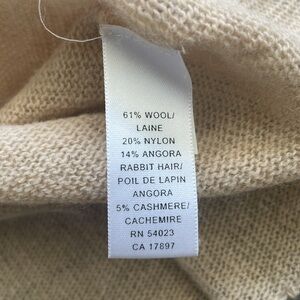 61% WOOL/
LAINE
20% NYLON
14% ANGORA
RABBIT HAIR/
POIL DE LAPIN
ANGORA
5% CASHMERE/
CACHEMIRE
RN 54023
CA 17897